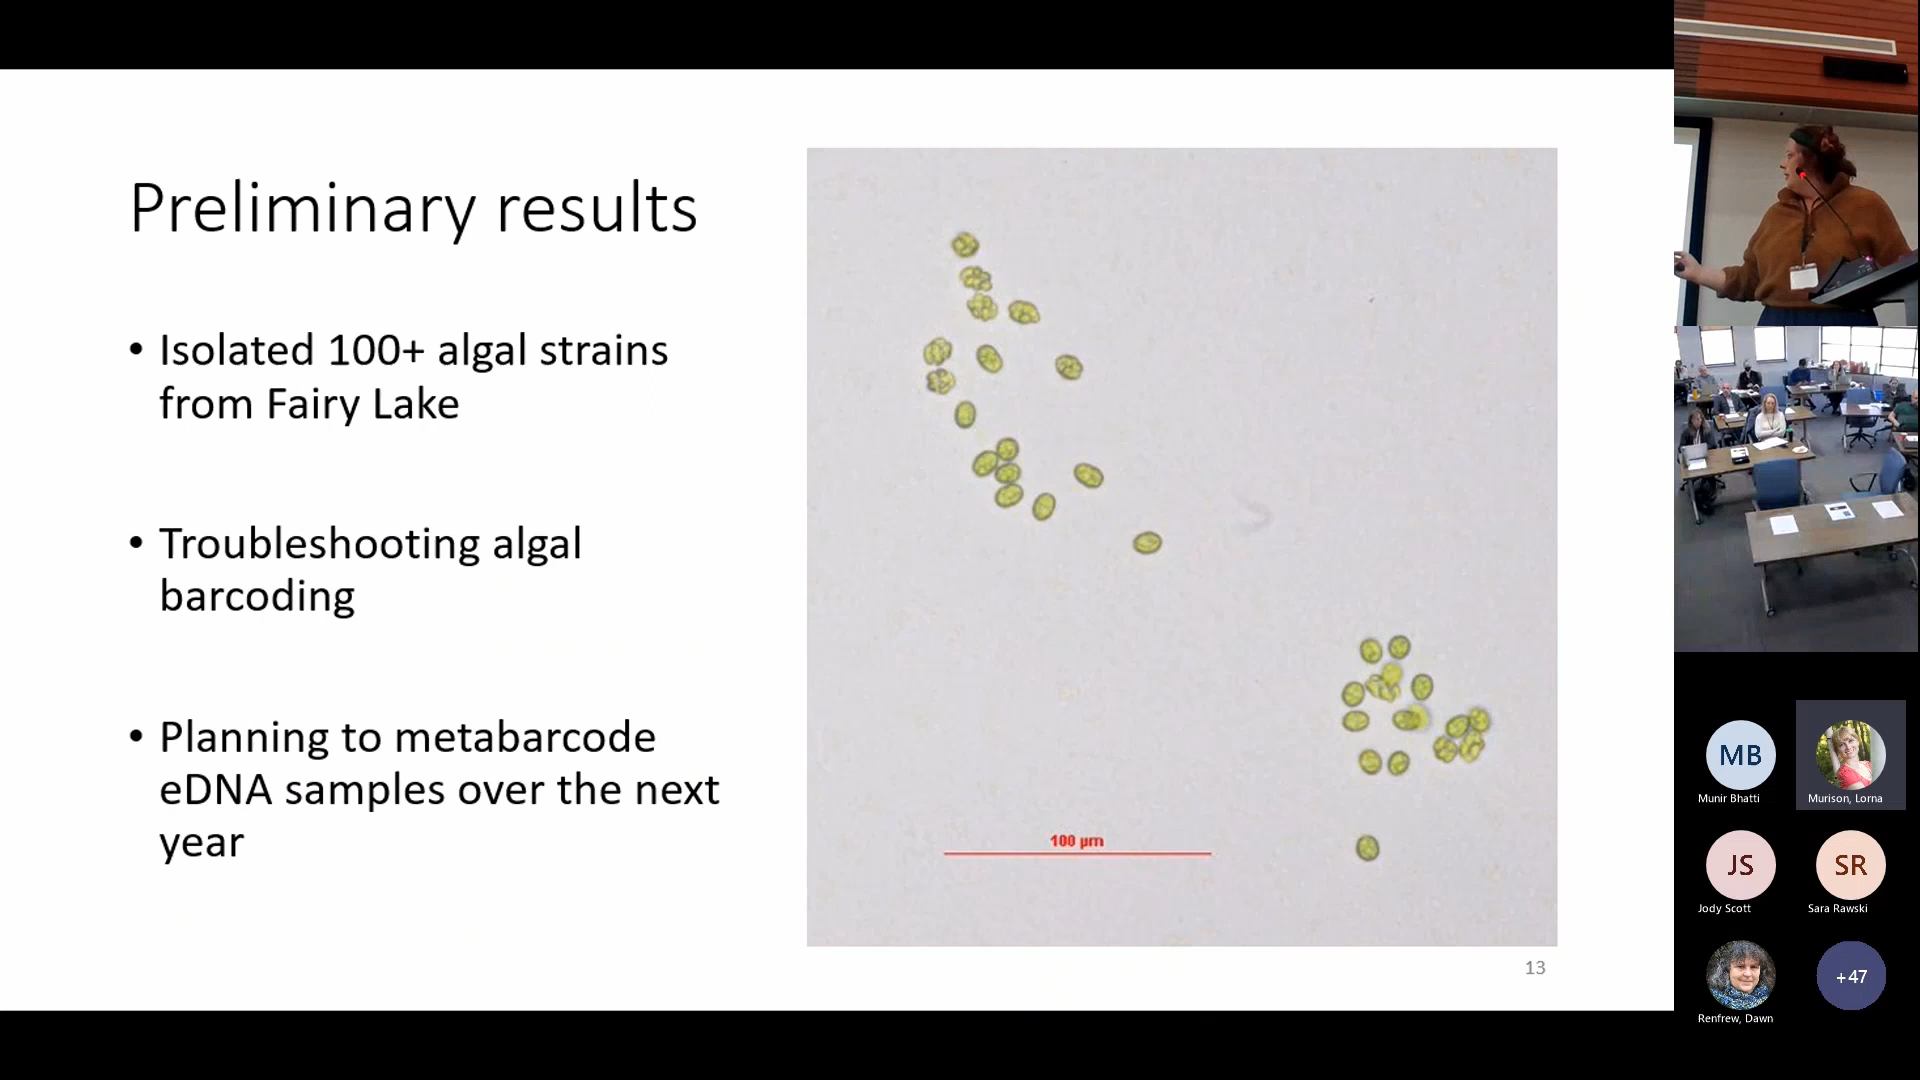 Preliminary results
• Isolated 100+ algal strains
from Fairy Lake
• Troubleshooting algal
barcoding
• Planning to metabarcode
eDNA samples over the next
year
100 µm
13
MB
Munir Bhatti
Murison, Lorna
JS
Jody Scott
SR
Sara Rawski
Renfrew, Dawn
+47